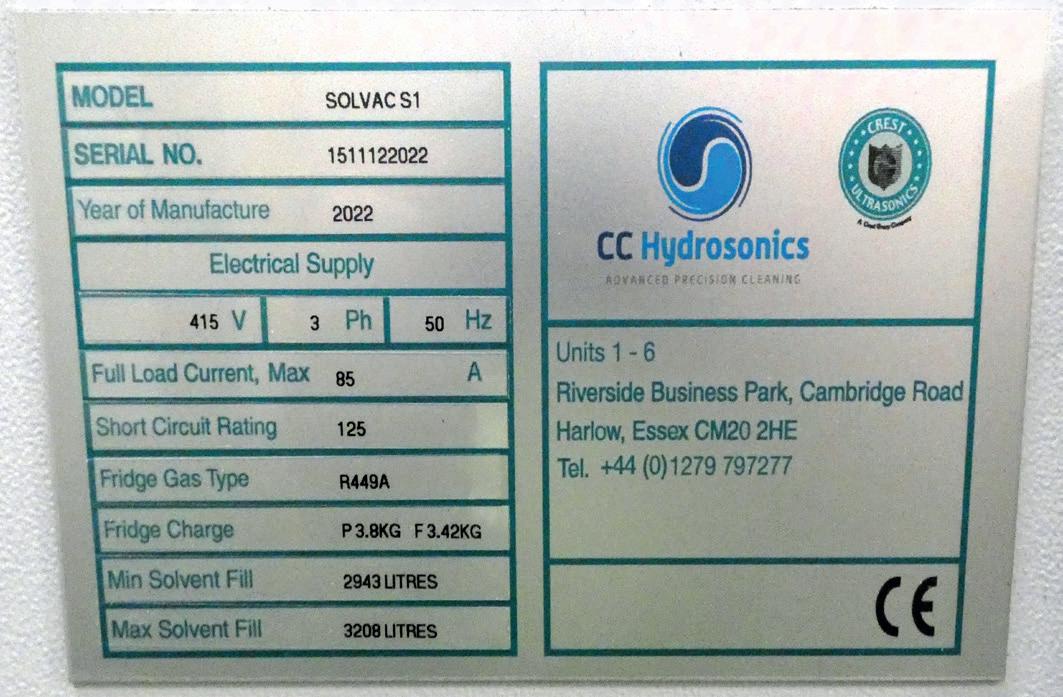 MODEL SOLVAC S1
SERIAL NO. 1511122022
Year of Manufacture 2022
Electrical Supply
415 V 3 Ph 50 Hz
Full Load Current, Max 85 A
Short Circuit Rating 125
Fridge Gas Type R449A
Fridge Charge P 3.8KG F 3.42KG
Min Solvent Fill 2943 LITRES
Max Solvent Fill 3208 LITRES
CC Hydrosonics
ADVANCED PRECISION CLEANING
CREST
ULTRASONICS
A Crest Group Company
Units 1 - 6
Riverside Business Park, Cambridge Road
Harlow, Essex CM20 2HE
Tel. +44 (0)1279 797277
CE